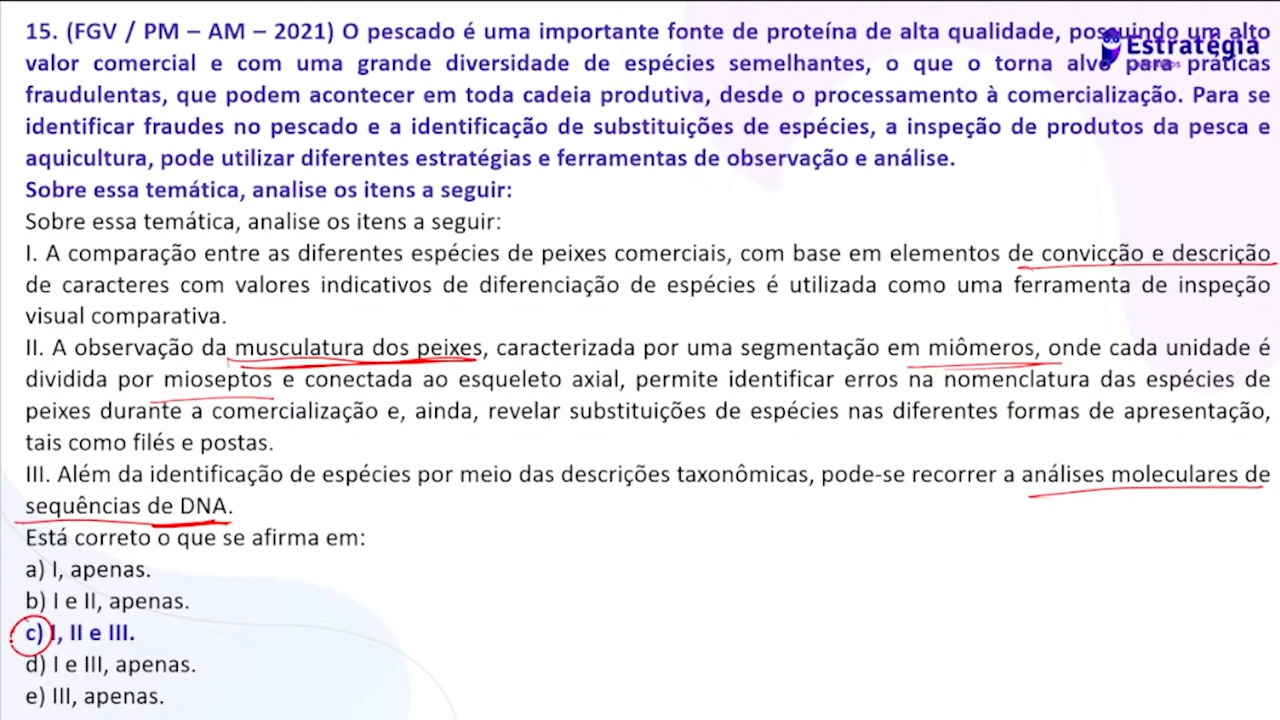 15. (FGV / PM – AM – 2021) O pescado é uma importante fonte de proteína de alta qualidade, possuindo um alto
Estratégia
valor comercial e com uma grande diversidade de espécies semelhantes, o que o torna alvo para práticas
fraudulentas, que podem acontecer em toda cadeia produtiva, desde o processamento à comercialização. Para se
identificar fraudes no pescado e a identificação de substituições de espécies, a inspeção de produtos da pesca e
aquicultura, pode utilizar diferentes estratégias e ferramentas de observação e análise.
Sobre essa temática, analise os itens a seguir:
Sobre essa temática, analise os itens a seguir:
I. A comparação entre as diferentes espécies de peixes comerciais, com base em elementos de convicção e descrição
de caracteres com valores indicativos de diferenciação de espécies é utilizada como uma ferramenta de inspeção
visual comparativa.
II. A observação da musculatura dos peixes, caracterizada por uma segmentação em miômeros, onde cada unidade é
dividida por mioseptos e conectada ao esqueleto axial, permite identificar erros na nomenclatura das espécies de
peixes durante a comercialização e, ainda, revelar substituições de espécies nas diferentes formas de apresentação,
tais como filés e postas.
III. Além da identificação de espécies por meio das descrições taxonômicas, pode-se recorrer a análises moleculares de
sequências de DNA.
Está correto o que se afirma em:
a) I, apenas.
b) I e II, apenas.
c) I, II e III.
d) I e III, apenas.
e) III, apenas.